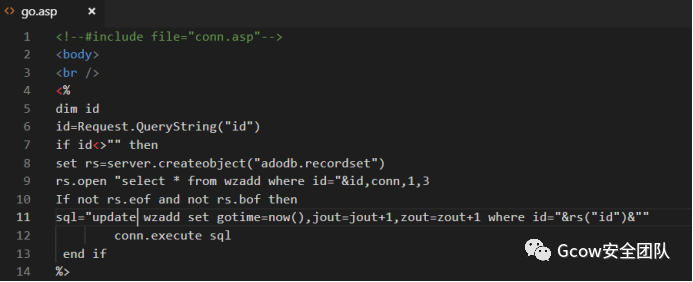 go.asp
1 <!--#include file="conn.asp"-->
2 <body>
3 <br />
4 <%
5 dim id
6 id=Request.QueryString("id")
7 if id<>"" then
8 set rs=server.createobject("adodb.recordset")
9 rs.open "select * from wzadd where id="&id,conn,1,3
10 If not rs.eof and not rs.bof then
11 sql="update wzadd set gotime=now(),jout=jout+1,zout=zout+1 where id="&rs("id")&""
12 conn.execute sql
13 end if
14 %>
Gcow安全团队